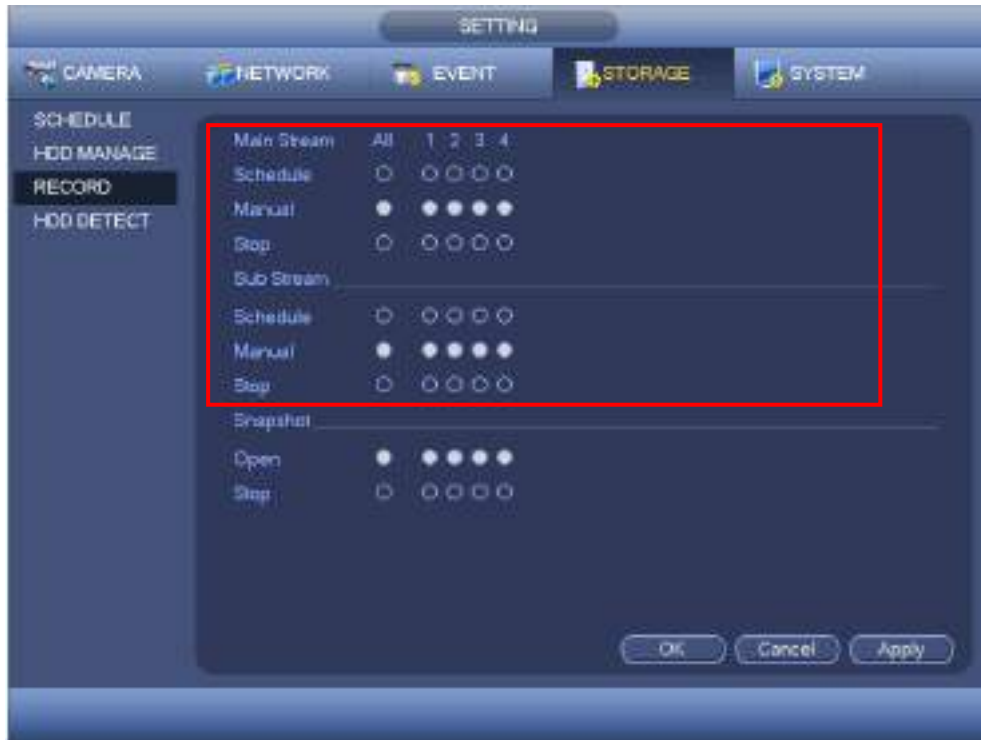 SETTING
CAMERA NETWORK EVENT STORAGE SYSTEM
SCHEDULE
HDD MANAGE
RECORD
HDD DETECT
Main Stream All 1 2 3 4
Schedule
Manual
Stop
Sub Stream
Schedule
Manual
Stop
Snapshot
Open
Stop
OK Cancel Apply